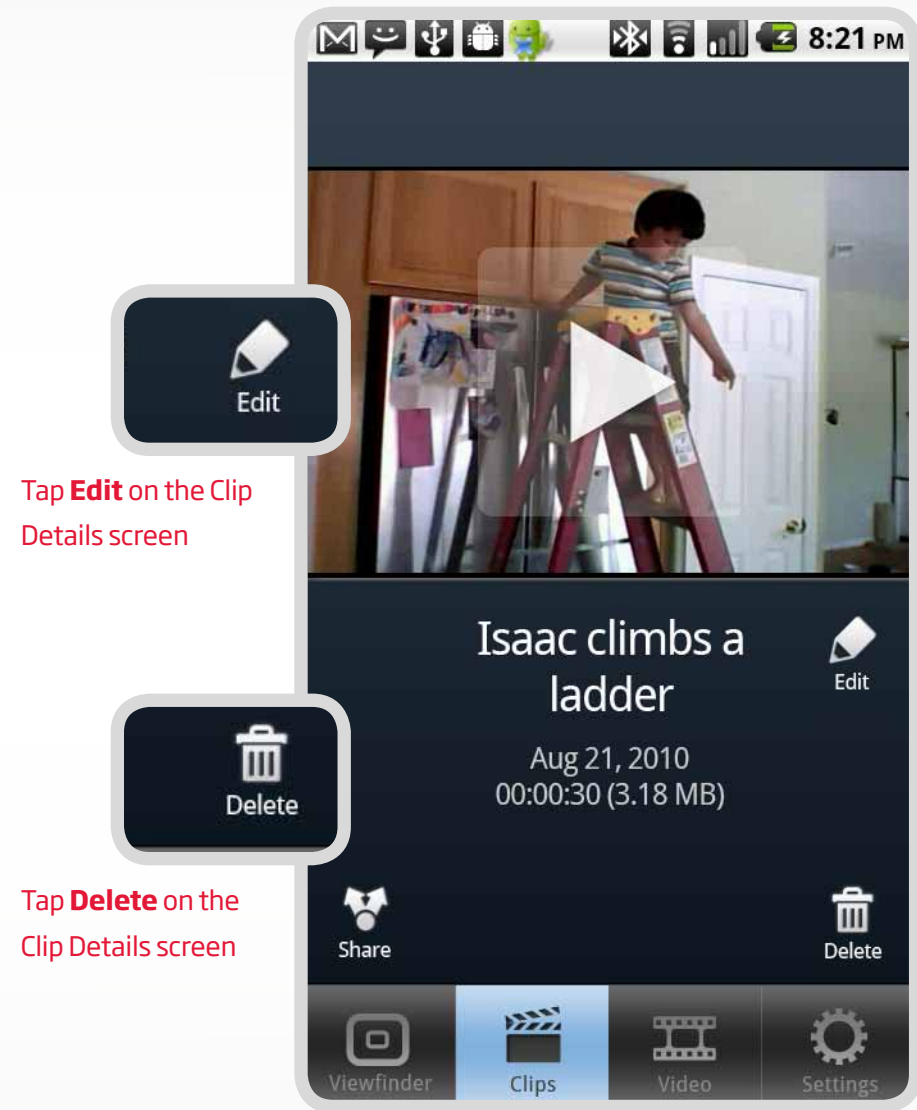 8:21 PM
Edit
Tap Edit on the Clip
Details screen
Isaac climbs a
ladder
Edit
Aug 21, 2010
00:00:30 (3.18 MB)
Delete
Tap Delete on the
Clip Details screen
Share
Delete
Viewfinder
Clips
Video
Settings